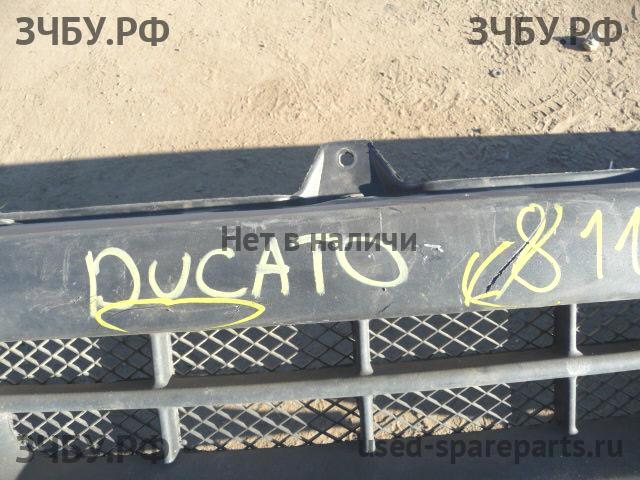 ЗЧБУ.РФ ЗЧБУ.РФ
Нет в наличи
DUCATO 811
ЗЧБУ.РФ used-spareparts.ru